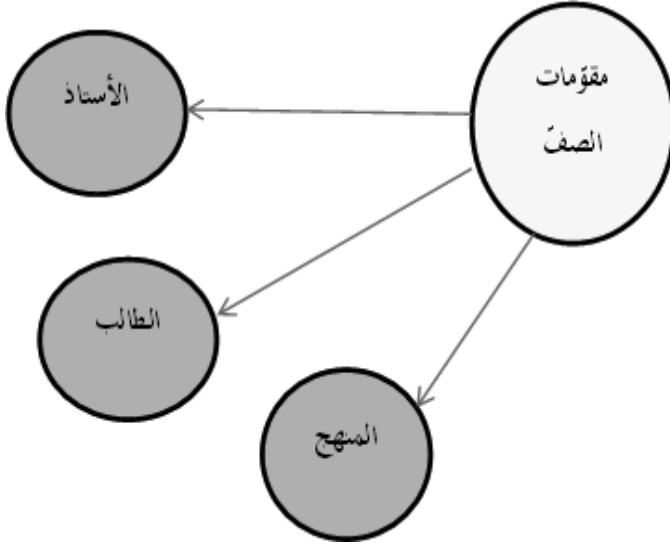 مقوّمات
الصفّ
الأستاذ
الطالب
المنهج